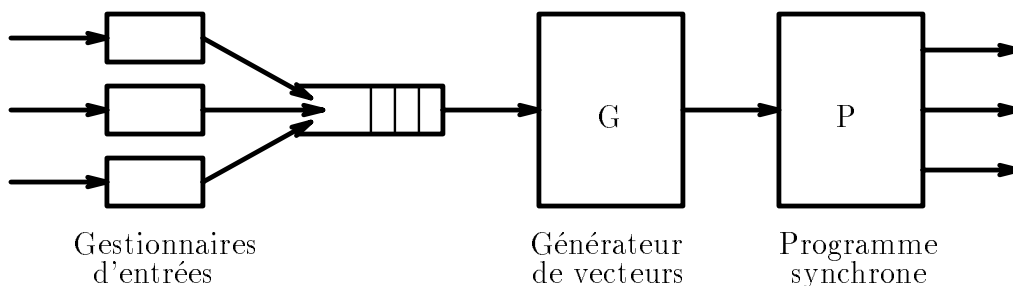 G
P
Gestionnaires
d'entrées
Générateur
de vecteurs
Programme
synchrone